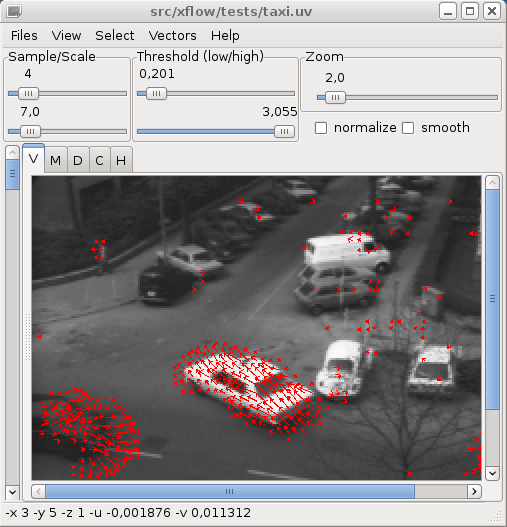 src/xflow/tests/taxi.uv
Files View Select Vectors Help
Sample/Scale Threshold (low/high) Zoom
4 0,201 2,0
7,0 3,055
normalize smooth
V M D C H
-x 3 -y 5 -z 1 -u -0,001876 -v 0,011312